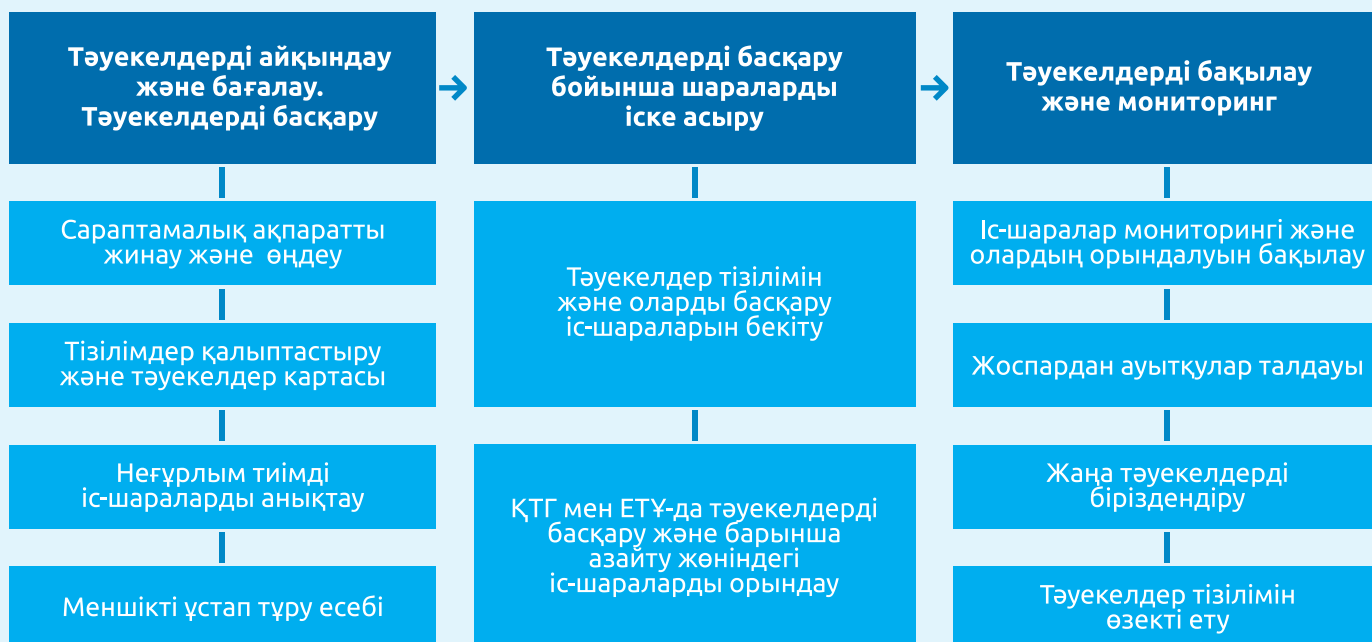 Тәуекелдерді айқындау
және бағалау.
Тәуекелдерді басқару
Сараптамалық ақпаратты
жинау және өңдеу
Тізілімдер қалыптастыру
және тәуекелдер картасы
Неғұрлым тиімді
іс-шараларды анықтау
Меншікті ұстап тұру есебі
Тәуекелдерді басқару
бойынша шараларды
іске асыру
Тәуекелдер тізілімін
және оларды басқару
іс-шараларын бекіту
ҚТГ мен ЕТҰ-да тәуекелдерді
басқару және барынша
азайту жөніндегі
іс-шараларды орындау
Тәуекелдерді бақылау
және мониторинг
Іс-шаралар мониторингі және
олардың орындалуын бақылау
Жоспардан ауытқулар талдауы
Жаңа тәуекелдерді
біріздендіру
Тәуекелдер тізілімін
өзекті ету